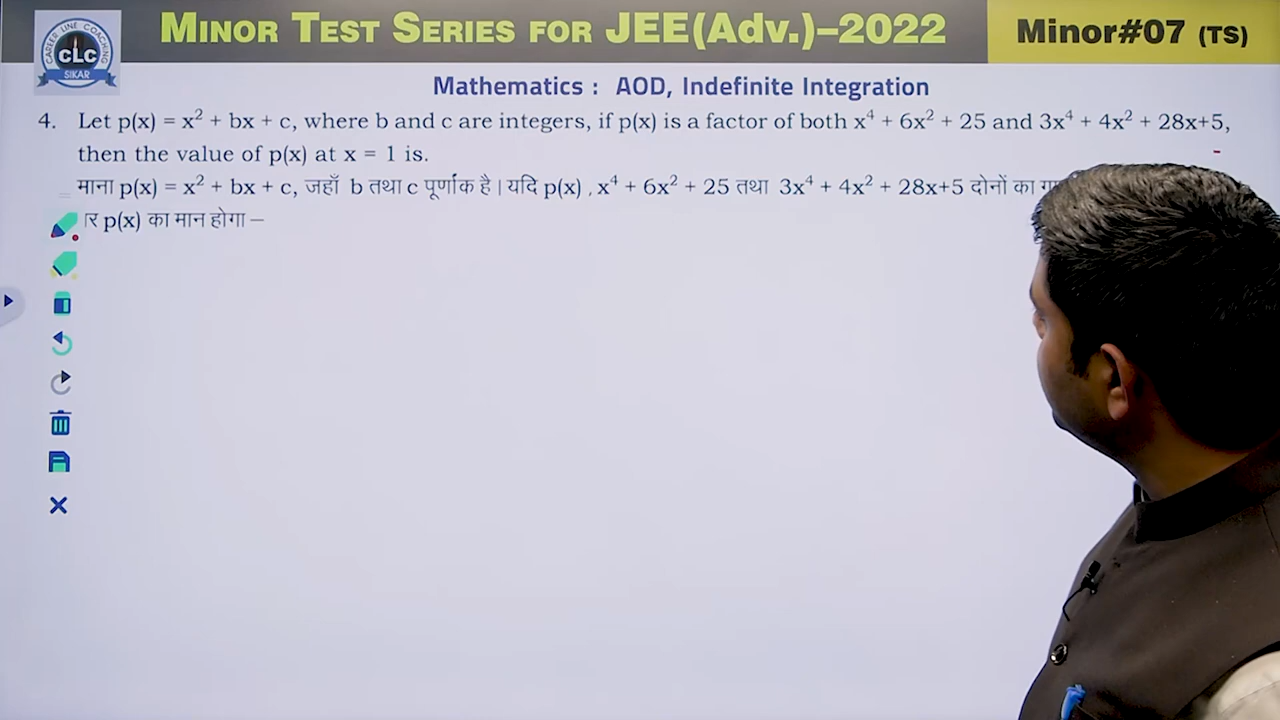 CAREER LINE COACHING
CLC
SIKAR
MINOR TEST SERIES FOR JEE(Adv.)–2022
Minor#07 (TS)
Mathematics : AOD, Indefinite Integration
4. Let p(x) = x² + bx + c, where b and c are integers, if p(x) is a factor of both x⁴ + 6x² + 25 and 3x⁴ + 4x² + 28x+5,
then the value of p(x) at x = 1 is.
माना p(x) = x² + bx + c, जहाँ b तथा c पूर्णांक है। यदि p(x) , x⁴ + 6x² + 25 तथा 3x⁴ + 4x² + 28x+5 दोनों का
p(x) का मान होगा –